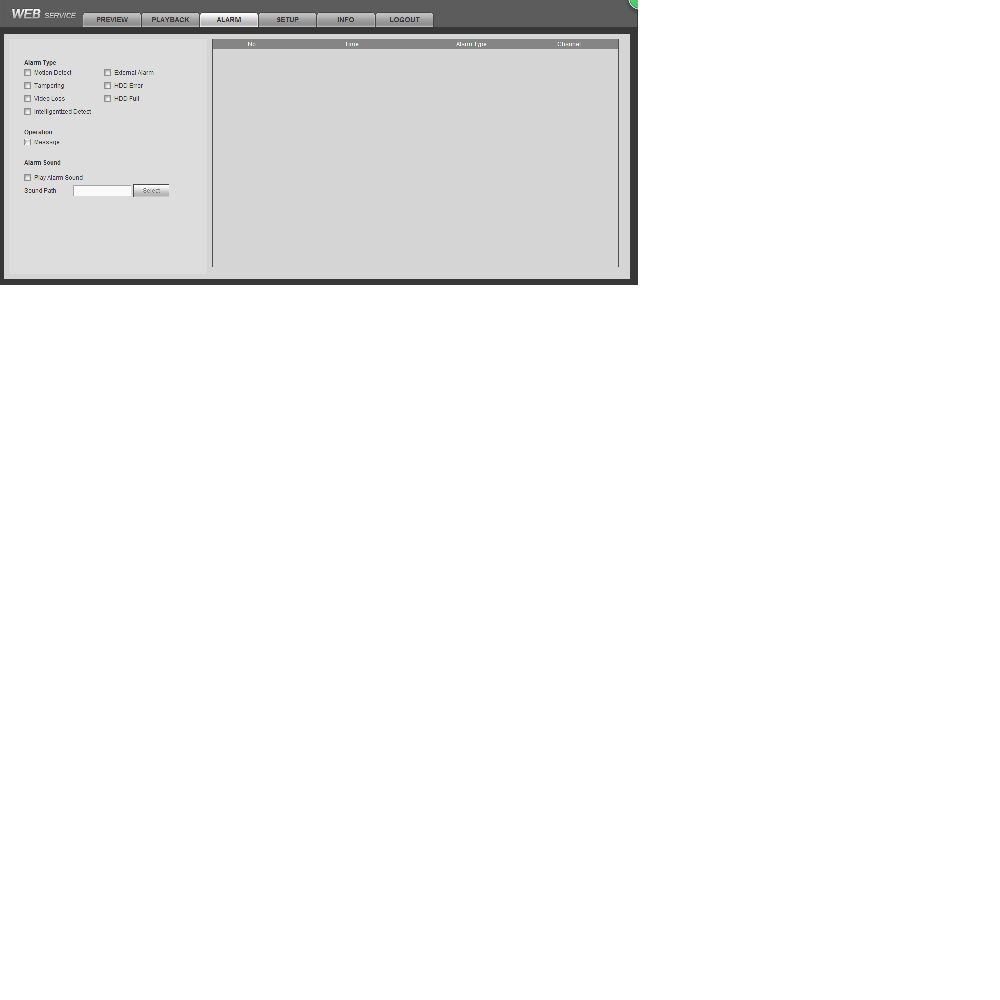 WEB SERVICE
PREVIEW PLAYBACK ALARM SETUP INFO LOGOUT
Alarm Type
Motion Detect External Alarm
Tampering HDD Error
Video Loss HDD Full
Intelligentized Detect
Operation
Message
Alarm Sound
Play Alarm Sound
Sound Path Select
No. Time Alarm Type Channel